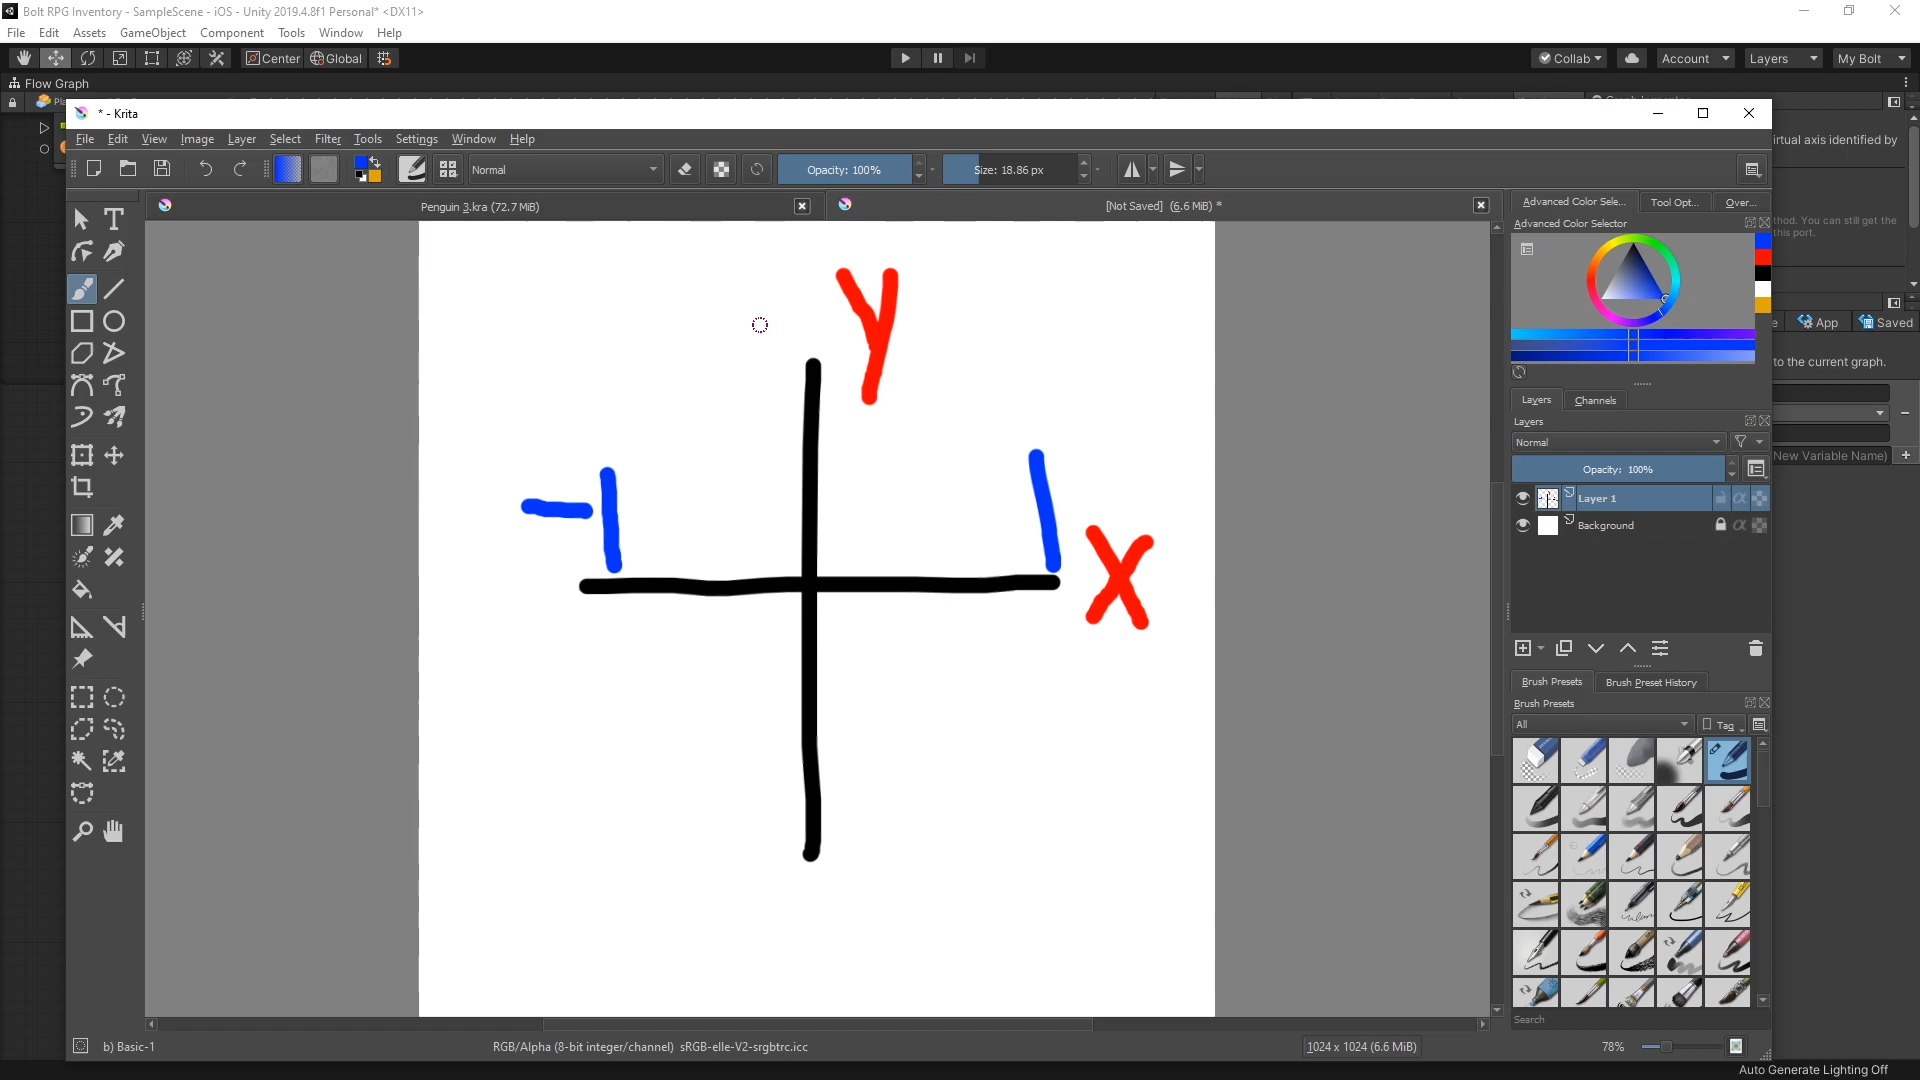 Bolt RPG Inventory - SampleScene - iOS - Unity 2019.4.8f1 Personal* <DX11>
File Edit Assets GameObject Component Tools Window Help
Center Global Collab Account Layers My Bolt
Flow Graph
* - Krita
File Edit View Image Layer Select Filter Tools Settings Window Help
irtual axis identified by
Normal Opacity: 100% Size: 18.86 px
Penguin 3.kra (72.7 MiB) [Not Saved] (6.6 MiB) *
Advanced Color Sele... Tool Opt... Over...
Advanced Color Selector
thod. You can still get the
this port.
y
App Saved
to the current graph.
Layers Channels
Layers
Normal
New Variable Name)
Opacity: 100%
-1 1
Layer 1
Background
x
Brush Presets Brush Preset History
Brush Presets
All Tag
Search
b) Basic-1 RGB/Alpha (8-bit integer/channel) sRGB-elle-V2-srgbtrc.icc 1024 x 1024 (6.6 MiB) 78%
Auto Generate Lighting Off